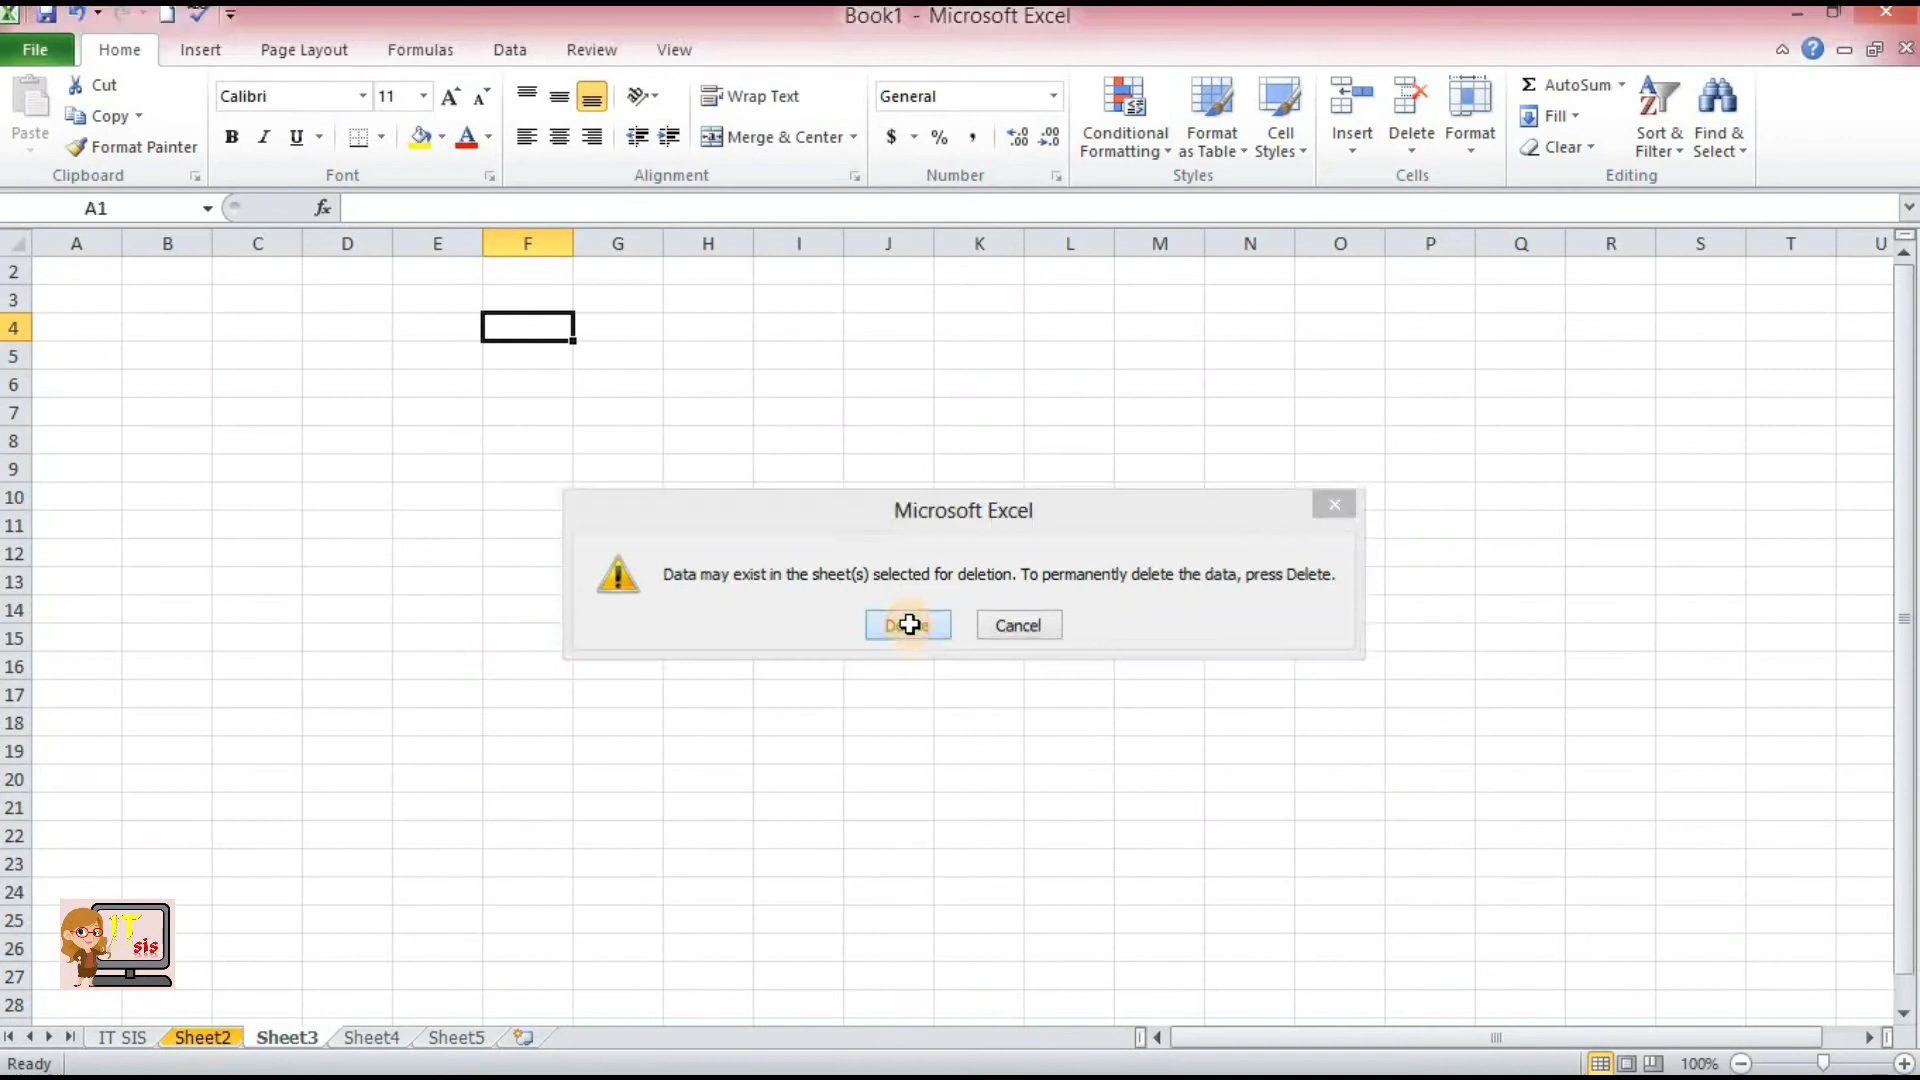 Book1 - Microsoft Excel
File Home Insert Page Layout Formulas Data Review View
Cut
Copy
Format Painter
Paste
Clipboard
Calibri 11
B I U
Font
Wrap Text
Merge & Center
Alignment
General
$ % ,
Number
Conditional Formatting
Format as Table
Cell Styles
Styles
Insert Delete Format
Cells
AutoSum
Fill
Clear
Sort & Filter
Find & Select
Editing
A1 fx
A B C D E F G H I J K L M N O P Q R S T U
2
3
4
5
6
7
8
9
10
11
12
13
14
15
16
17
18
19
20
21
22
23
24
25
26
27
28
Microsoft Excel
Data may exist in the sheet(s) selected for deletion. To permanently delete the data, press Delete.
Cancel
IT
sis
IT SIS Sheet2 Sheet3 Sheet4 Sheet5
Ready 100%